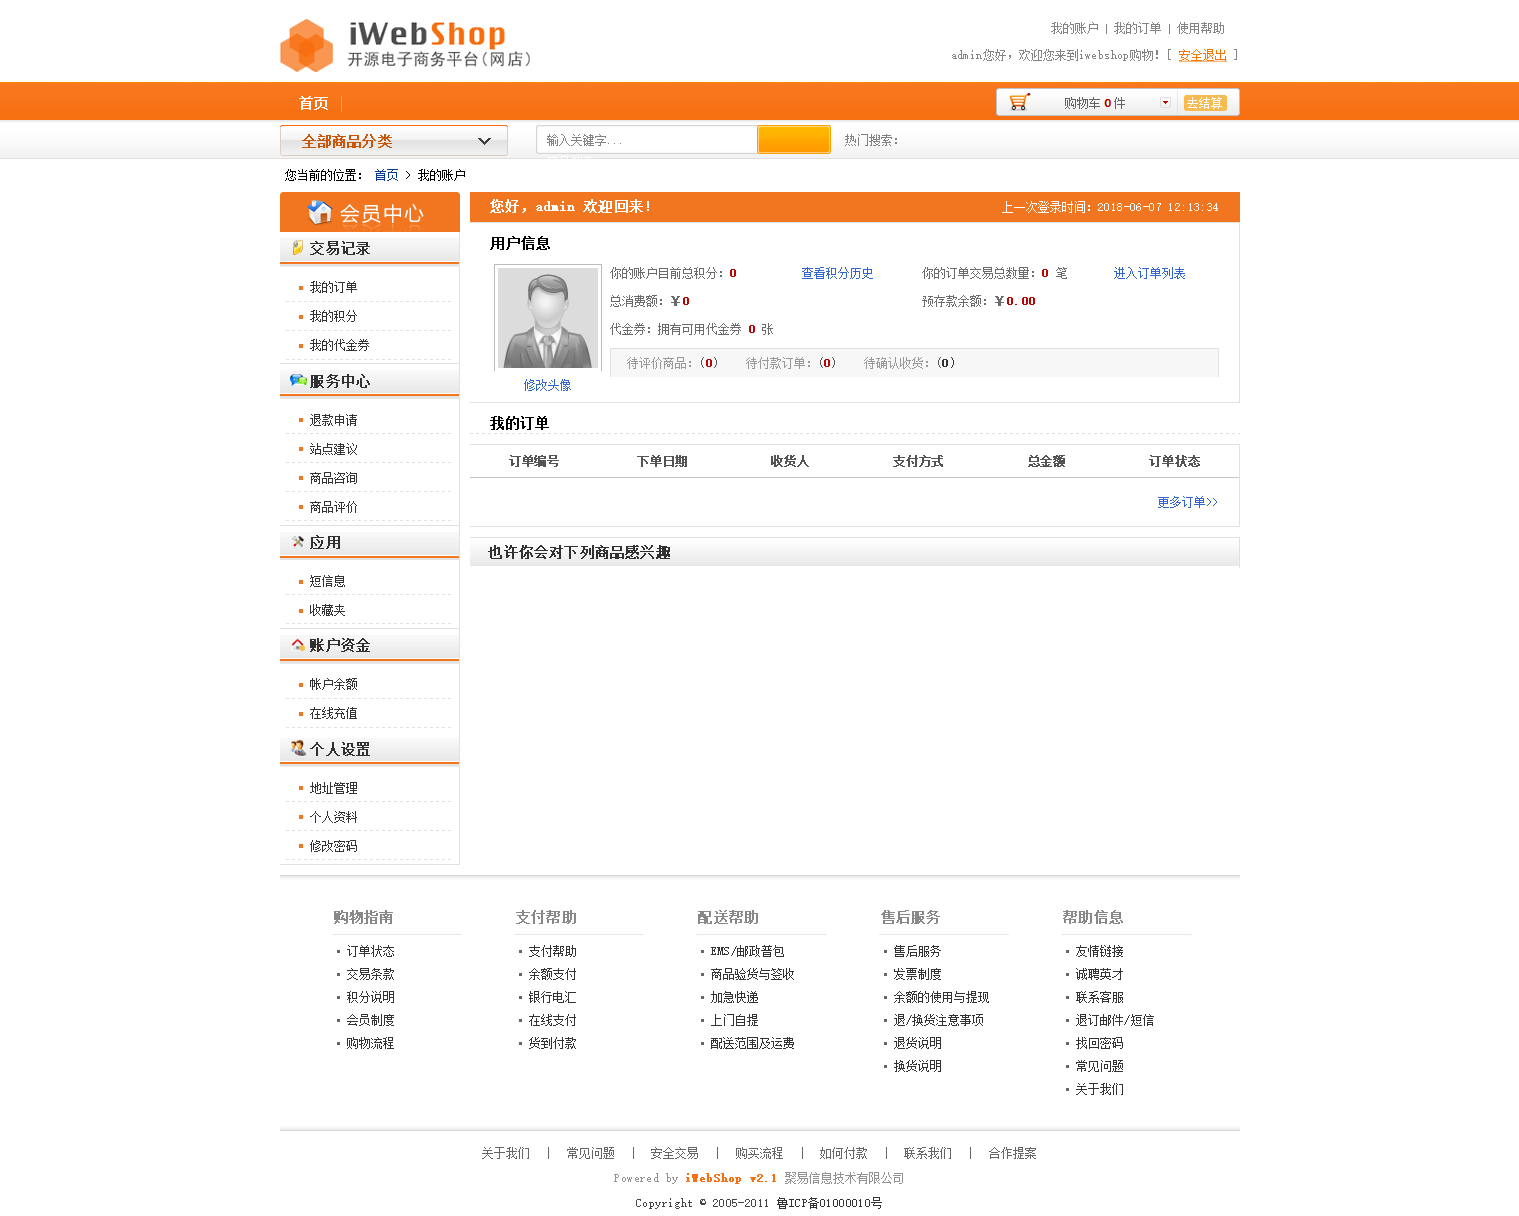 iWebShop
开源电子商务平台(网店)
我的账户 | 我的订单 | 使用帮助
admin您好，欢迎您来到iwebshop购物! [ 安全退出 ]
首页
购物车 0 件 去结算
全部商品分类
输入关键字...
热门搜索：
您当前的位置： 首页 > 我的账户
会员中心
交易记录
我的订单
我的积分
我的代金券
服务中心
退款申请
站点建议
商品咨询
商品评价
应用
短信息
收藏夹
账户资金
帐户余额
在线充值
个人设置
地址管理
个人资料
修改密码
您好，admin 欢迎回来! 上一次登录时间：2018-06-07 12:13:34
用户信息
你的账户目前总积分：0 查看积分历史 你的订单交易总数量：0 笔 进入订单列表
总消费额：￥0 预存款余额：￥0.00
代金券：拥有可用代金券 0 张
待评价商品：(0) 待付款订单：(0) 待确认收货：(0)
修改头像
我的订单
订单编号 下单日期 收货人 支付方式 总金额 订单状态
更多订单>>
也许你会对下列商品感兴趣
购物指南
订单状态
交易条款
积分说明
会员制度
购物流程
支付帮助
支付帮助
余额支付
银行电汇
在线支付
货到付款
配送帮助
EMS/邮政普包
商品验货与签收
加急快递
上门自提
配送范围及运费
售后服务
售后服务
发票制度
余额的使用与提现
退/换货注意事项
退货说明
换货说明
帮助信息
友情链接
诚聘英才
联系客服
退订邮件/短信
找回密码
常见问题
关于我们
关于我们 | 常见问题 | 安全交易 | 购买流程 | 如何付款 | 联系我们 | 合作提案
Powered by iWebShop v2.1 聚易信息技术有限公司
Copyright © 2005-2011 鲁ICP备01000010号